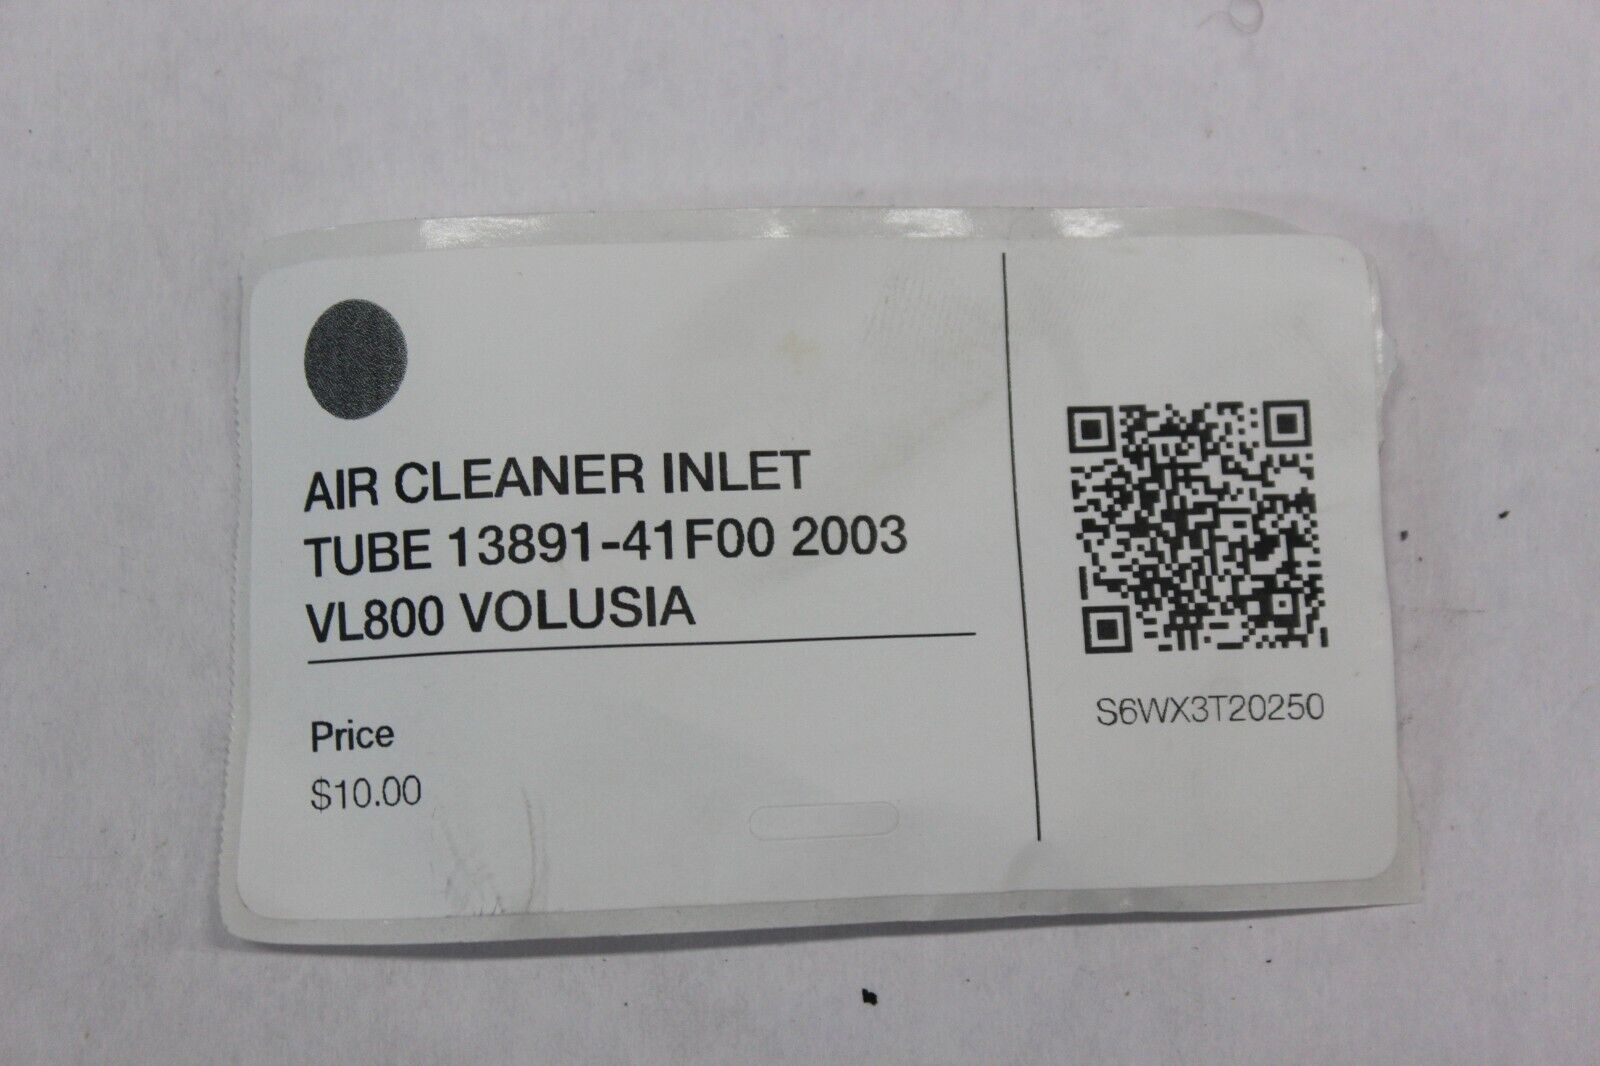 AIR CLEANER INLET
TUBE 13891-41F00 2003
VL800 VOLUSIA
Price
$10.00
S6WX3T20250